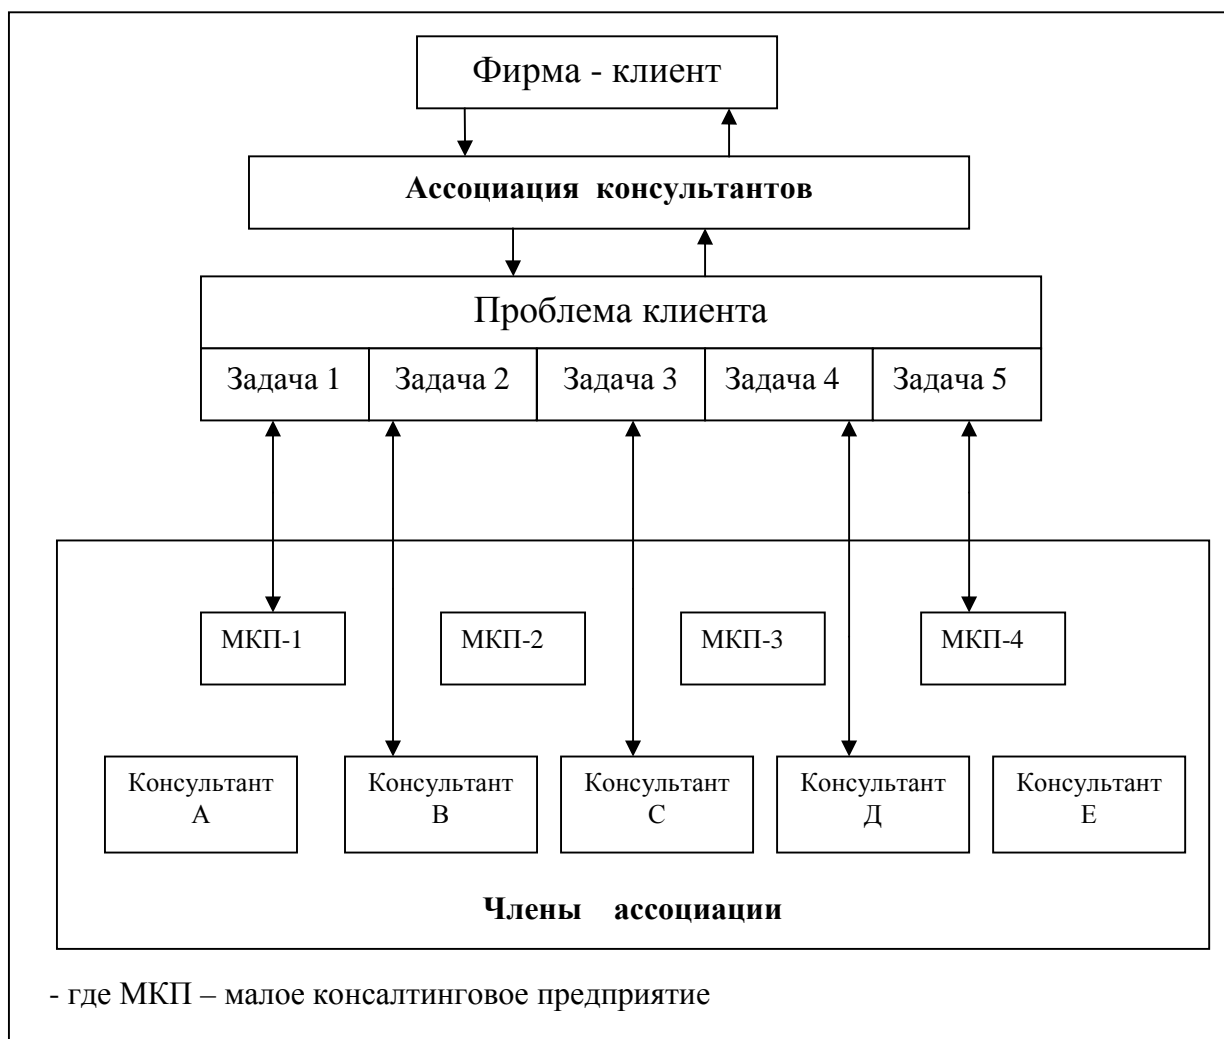 Фирма - клиент
Ассоциация консультантов
Проблема клиента
Задача 1 Задача 2 Задача 3 Задача 4 Задача 5
МКП-1 МКП-2 МКП-3 МКП-4
Консультант Консультант Консультант Консультант Консультант
А В С Д Е
Члены ассоциации
- где МКП – малое консалтинговое предприятие